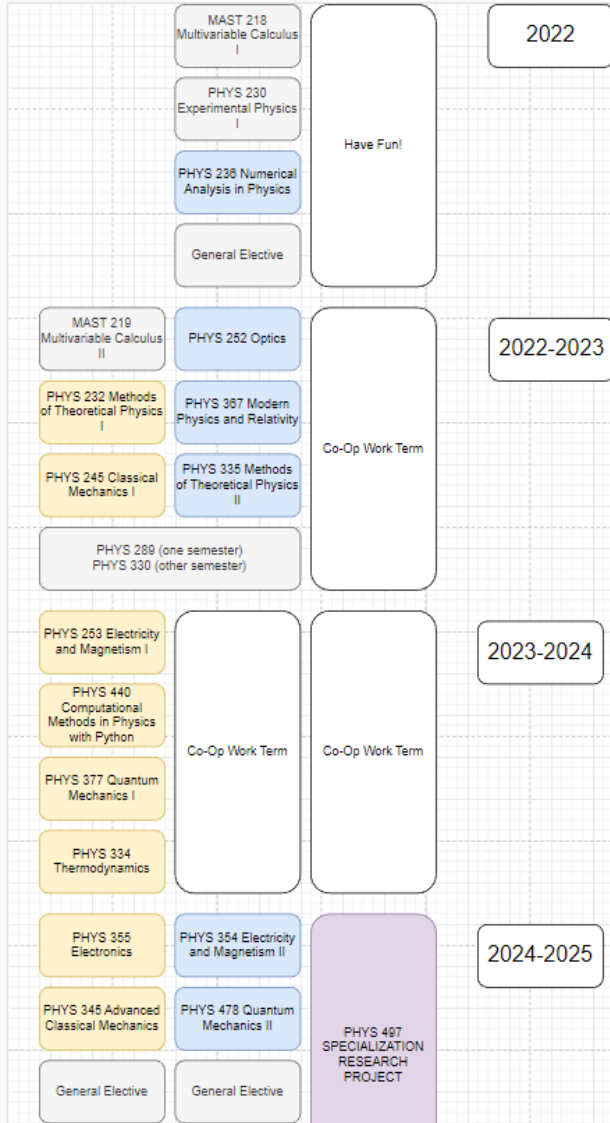 MAST 218
Multivariable Calculus
I
2022
PHYS 230
Experimental Physics
I
Have Fun!
PHYS 236 Numerical
Analysis in Physics
General Elective
MAST 219
Multivariable Calculus
II
PHYS 252 Optics
2022-2023
PHYS 232 Methods
of Theoretical Physics
I
PHYS 367 Modern
Physics and Relativity
Co-Op Work Term
PHYS 245 Classical
Mechanics I
PHYS 335 Methods
of Theoretical Physics
II
PHYS 289 (one semester)
PHYS 330 (other semester)
PHYS 253 Electricity
and Magnetism I
2023-2024
PHYS 440
Computational
Methods in Physics
with Python
Co-Op Work Term
Co-Op Work Term
PHYS 377 Quantum
Mechanics I
PHYS 334
Thermodynamics
PHYS 355
Electronics
PHYS 354 Electricity
and Magnetism II
2024-2025
PHYS 345 Advanced
Classical Mechanics
PHYS 478 Quantum
Mechanics II
PHYS 497
SPECIALIZATION
RESEARCH
PROJECT
General Elective
General Elective